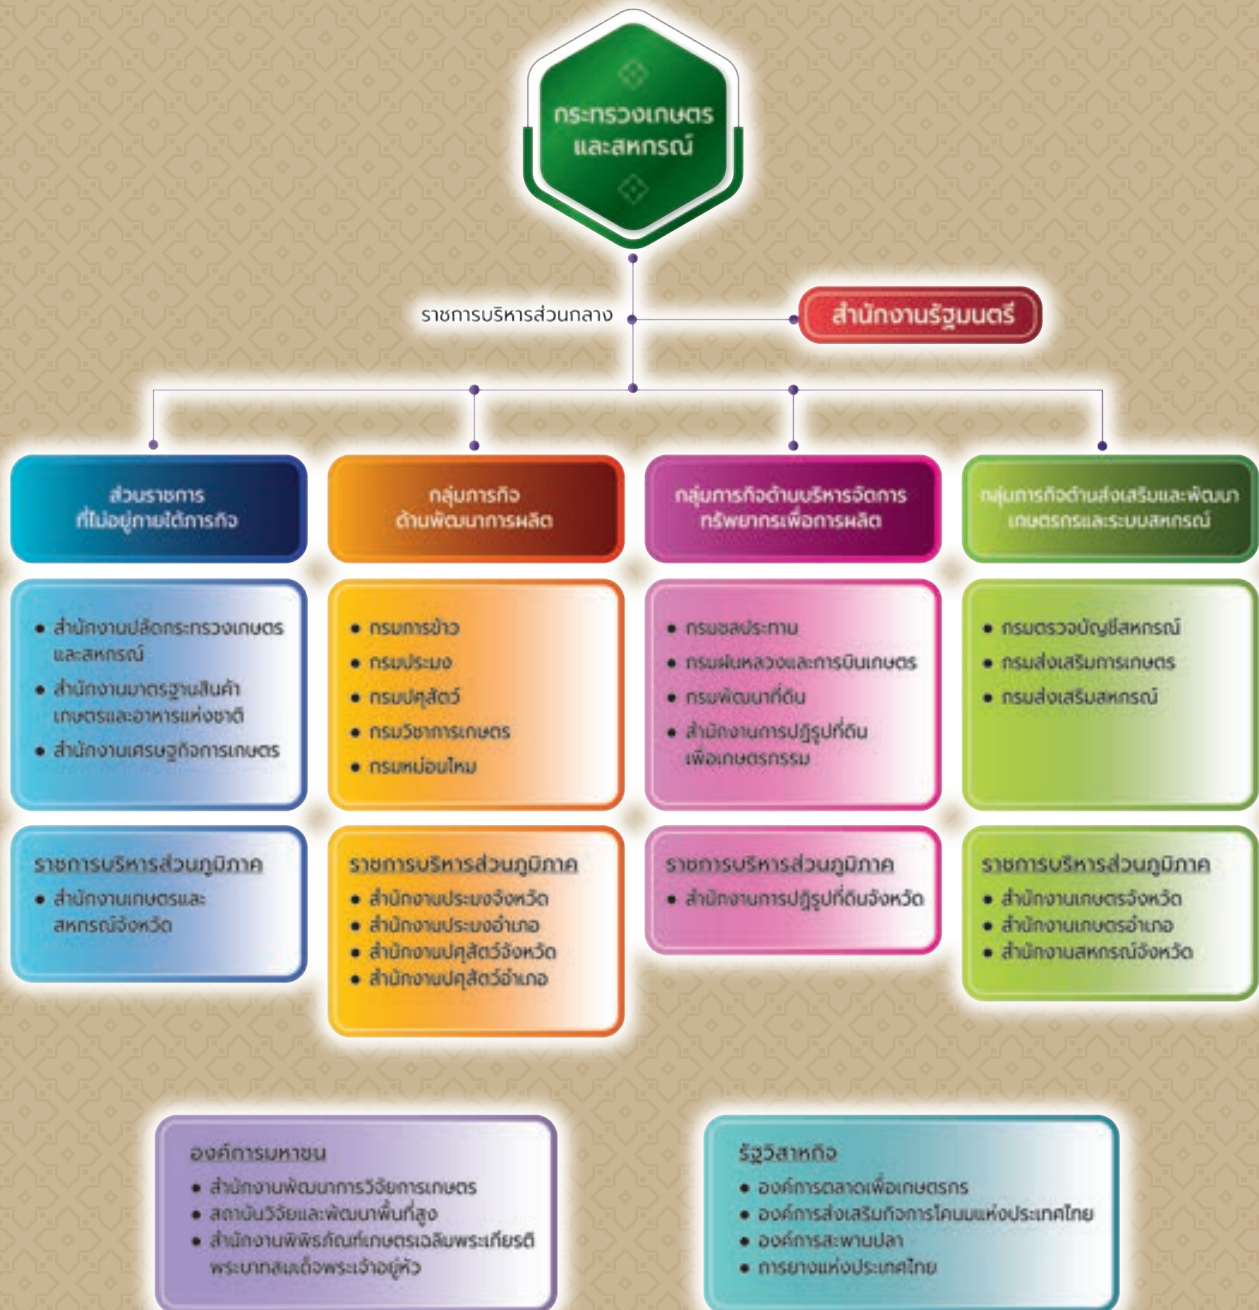 กระทรวงเกษตร
และสหกรณ์
ราชการบริหารส่วนกลาง
สำนักงานรัฐมนตรี
ส่วนราชการ
ที่ไม่อยู่ภายใต้ภารกิจ
• สำนักงานปลัดกระทรวงเกษตร
และสหกรณ์
• สำนักงานมาตรฐานสินค้า
เกษตรและอาหารแห่งชาติ
• สำนักงานเศรษฐกิจการเกษตร
ราชการบริหารส่วนภูมิภาค
• สำนักงานเกษตรและ
สหกรณ์จังหวัด
กลุ่มภารกิจ
ด้านพัฒนาการผลิต
• กรมการข้าว
• กรมประมง
• กรมปศุสัตว์
• กรมวิชาการเกษตร
• กรมหม่อนไหม
ราชการบริหารส่วนภูมิภาค
• สำนักงานประมงจังหวัด
• สำนักงานประมงอำเภอ
• สำนักงานปศุสัตว์จังหวัด
• สำนักงานปศุสัตว์อำเภอ
กลุ่มภารกิจด้านบริหารจัดการ
ทรัพยากรเพื่อการผลิต
• กรมชลประทาน
• กรมฝนหลวงและการบินเกษตร
• กรมพัฒนาที่ดิน
• สำนักงานการปฏิรูปที่ดิน
เพื่อเกษตรกรรม
ราชการบริหารส่วนภูมิภาค
• สำนักงานการปฏิรูปที่ดินจังหวัด
กลุ่มภารกิจด้านส่งเสริมและพัฒนา
เกษตรกรและระบบสหกรณ์
• กรมตรวจบัญชีสหกรณ์
• กรมส่งเสริมการเกษตร
• กรมส่งเสริมสหกรณ์
ราชการบริหารส่วนภูมิภาค
• สำนักงานเกษตรจังหวัด
• สำนักงานเกษตรอำเภอ
• สำนักงานสหกรณ์จังหวัด
องค์การมหาชน
• สำนักงานพัฒนาการวิจัยการเกษตร
• สถาบันวิจัยและพัฒนาพื้นที่สูง
• สำนักงานพิพิธภัณฑ์เกษตรเฉลิมพระเกียรติ
พระบาทสมเด็จพระเจ้าอยู่หัว
รัฐวิสาหกิจ
• องค์การตลาดเพื่อเกษตรกร
• องค์การส่งเสริมกิจการโคนมแห่งประเทศไทย
• องค์การสะพานปลา
• การยางแห่งประเทศไทย